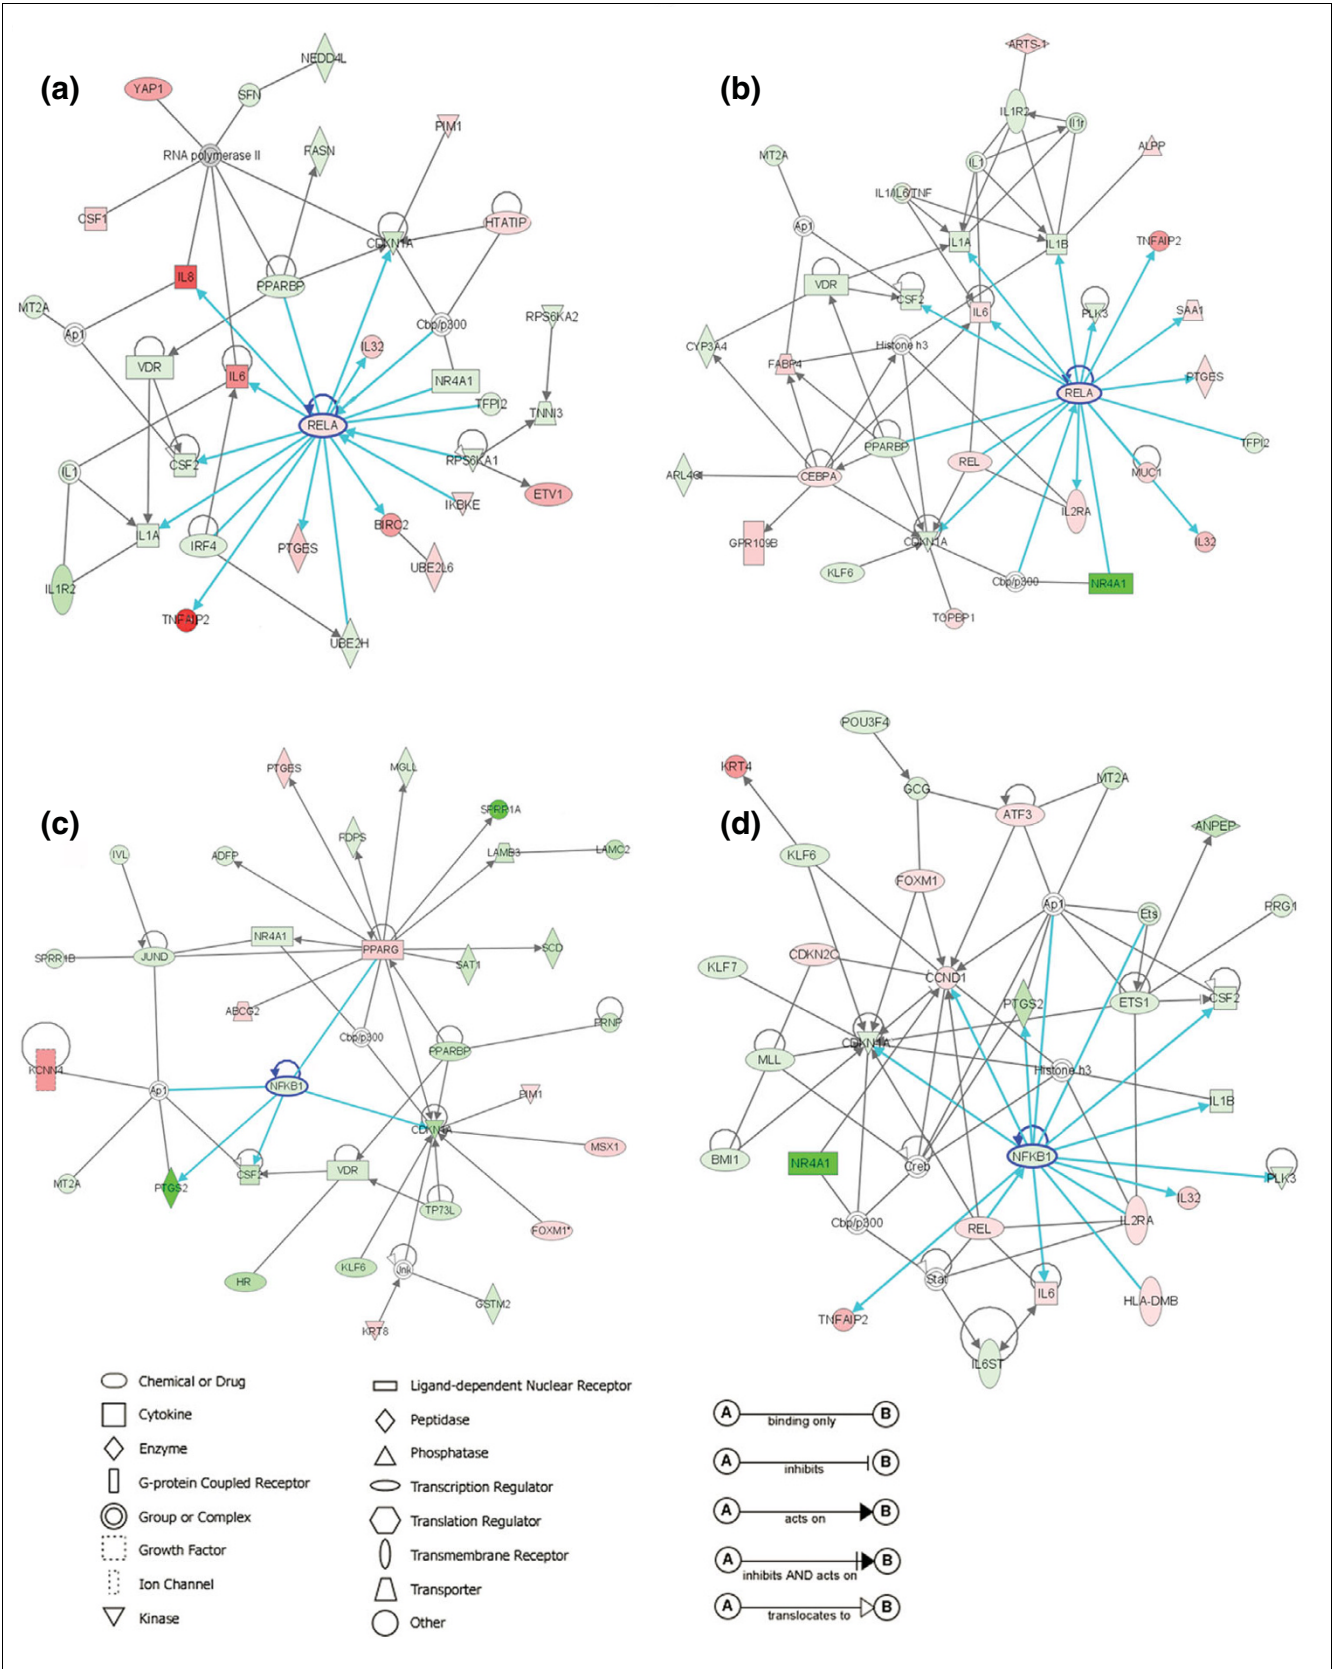 (a)
NEDD4L
YAP1
SFN
PIM1
RNA polymerase II
FASN
CSF1
HTATIP
CDKN1A
IL8
PPARBP
MT2A
Ap1
Cbp/p300
RPS6KA2
IL32
VDR
IL6
NR4A1
TFPI2
TNNI3
RELA
CSF2
RPS6KA1
IL1
ETV1
IKBKE
BIRC2
IL1A
IRF4
PTGES
UBE2L6
IL1R2
TNFAIP2
UBE2H
(b)
ARTS-1
IL1R2
Il1r
MT2A
ALPP
IL1
IL1/IL6/TNF
Ap1
L1A
IL1B
TNFAIP2
VDR
CSF2
IL6
PLK3
SAA1
CYP3A4
Histone h3
FABP4
PTGES
RELA
PPARBP
TFPI2
REL
ARL4C
CEBPA
MUC1
IL2RA
GPR109B
CDKN1A
IL32
KLF6
Cbp/p300
NR4A1
TOPBP1
(c)
PTGES
MGLL
SPRR1A
FDPS
IVL
ADFP
LAMB3
LAMC2
NR4A1
PPARG
SCD
SPRR1B
JUND
SAT1
ABCG2
PRNP
Cbp/p300
PPARBP
KCNN4
Ap1
NFKB1
PIM1
CDKN1A
MSX1
MT2A
PTGS2
CSF2
VDR
TP73L
FOXM1*
HR
KLF6
Jnk
GSTM2
KRT8
(d)
POU3F4
KRT4
GCG
MT2A
ATF3
ANPEP
KLF6
FOXM1
Ap1
Ets
PRG1
CDKN2C
KLF7
CCND1
PTGS2
ETS1
CSF2
CDKN1A
MLL
Histone h3
IL1B
BMI1
NR4A1
Creb
NFKB1
PLK3
IL32
Cbp/p300
REL
IL2RA
Stat
IL6
HLA-DMB
TNFAIP2
IL6ST
Chemical or Drug
Cytokine
Enzyme
G-protein Coupled Receptor
Group or Complex
Growth Factor
Ion Channel
Kinase
Ligand-dependent Nuclear Receptor
Peptidase
Phosphatase
Transcription Regulator
Translation Regulator
Transmembrane Receptor
Transporter
Other
A binding only B
A inhibits B
A acts on B
A inhibits AND acts on B
A translocates to B